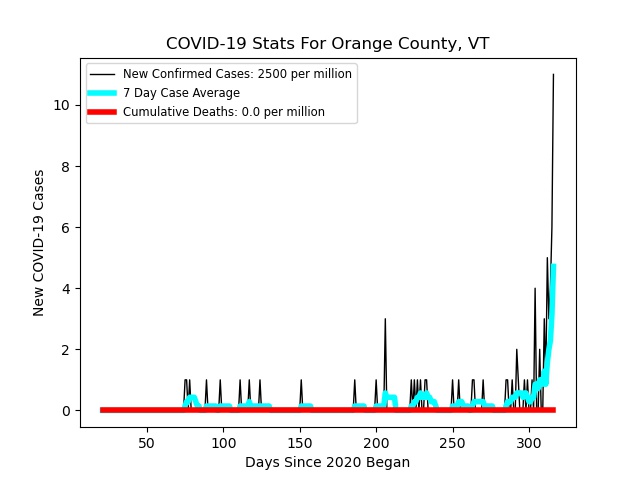 COVID-19 Stats For Orange County, VT
New Confirmed Cases: 2500 per million
7 Day Case Average
Cumulative Deaths: 0.0 per million
New COVID-19 Cases
10
8
6
4
2
0
50 100 150 200 250 300
Days Since 2020 Began